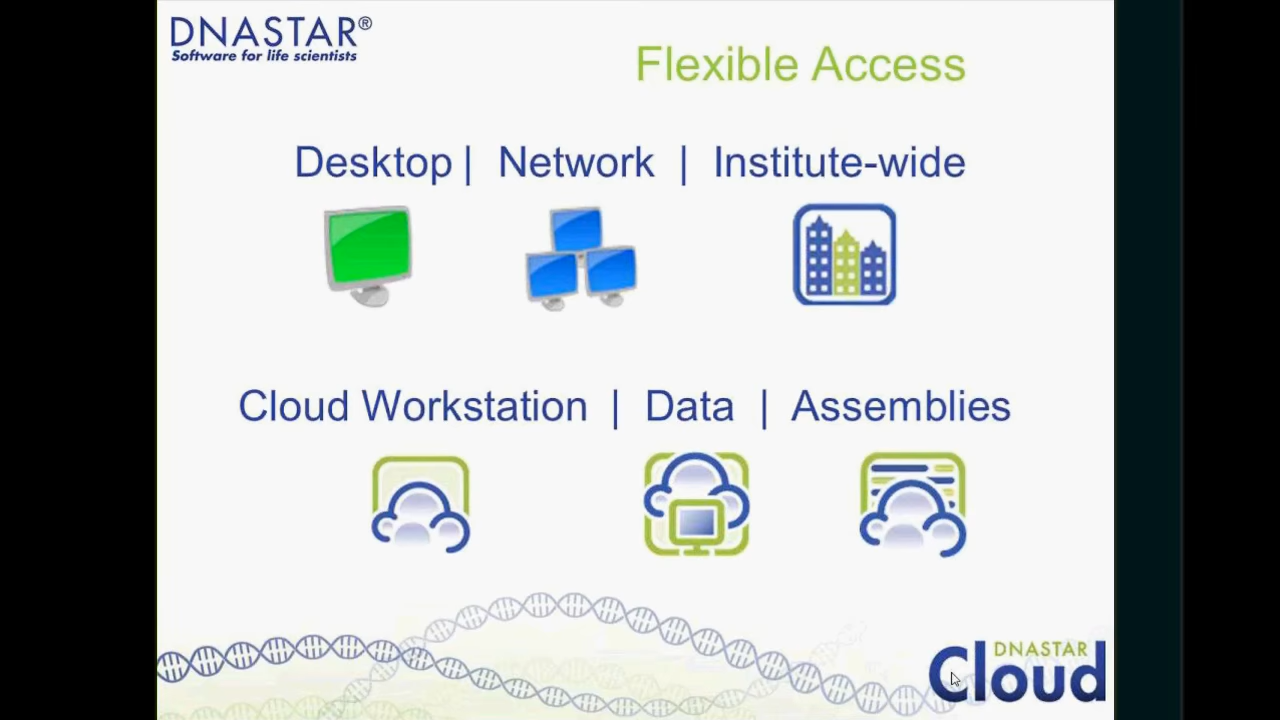 DNASTAR®
Software for life scientists
Flexible Access
Desktop | Network | Institute-wide
Cloud Workstation | Data | Assemblies
DNASTAR
Cloud